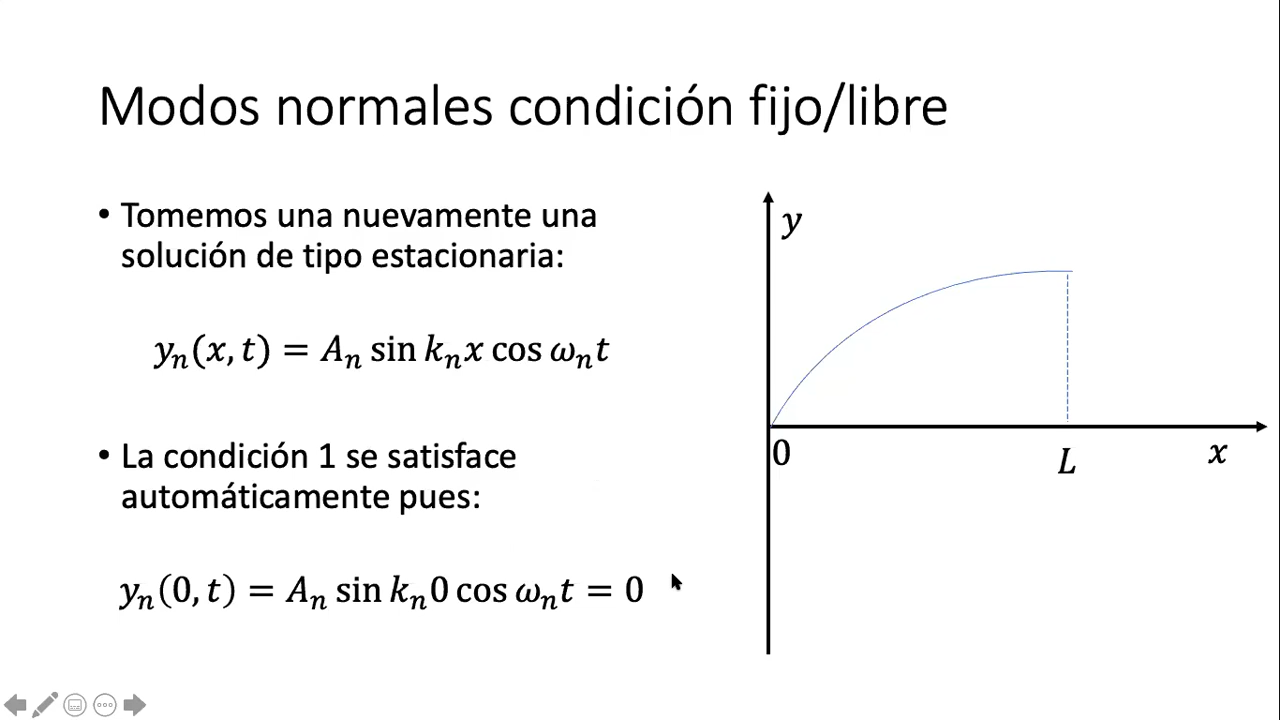 Modos normales condición fijo/libre
• Tomemos una nuevamente una
solución de tipo estacionaria:
yₙ(x, t) = Aₙ sin kₙx cos ωₙt
• La condición 1 se satisface
automáticamente pues:
yₙ(0, t) = Aₙ sin kₙ0 cos ωₙt = 0
y
0
L
x